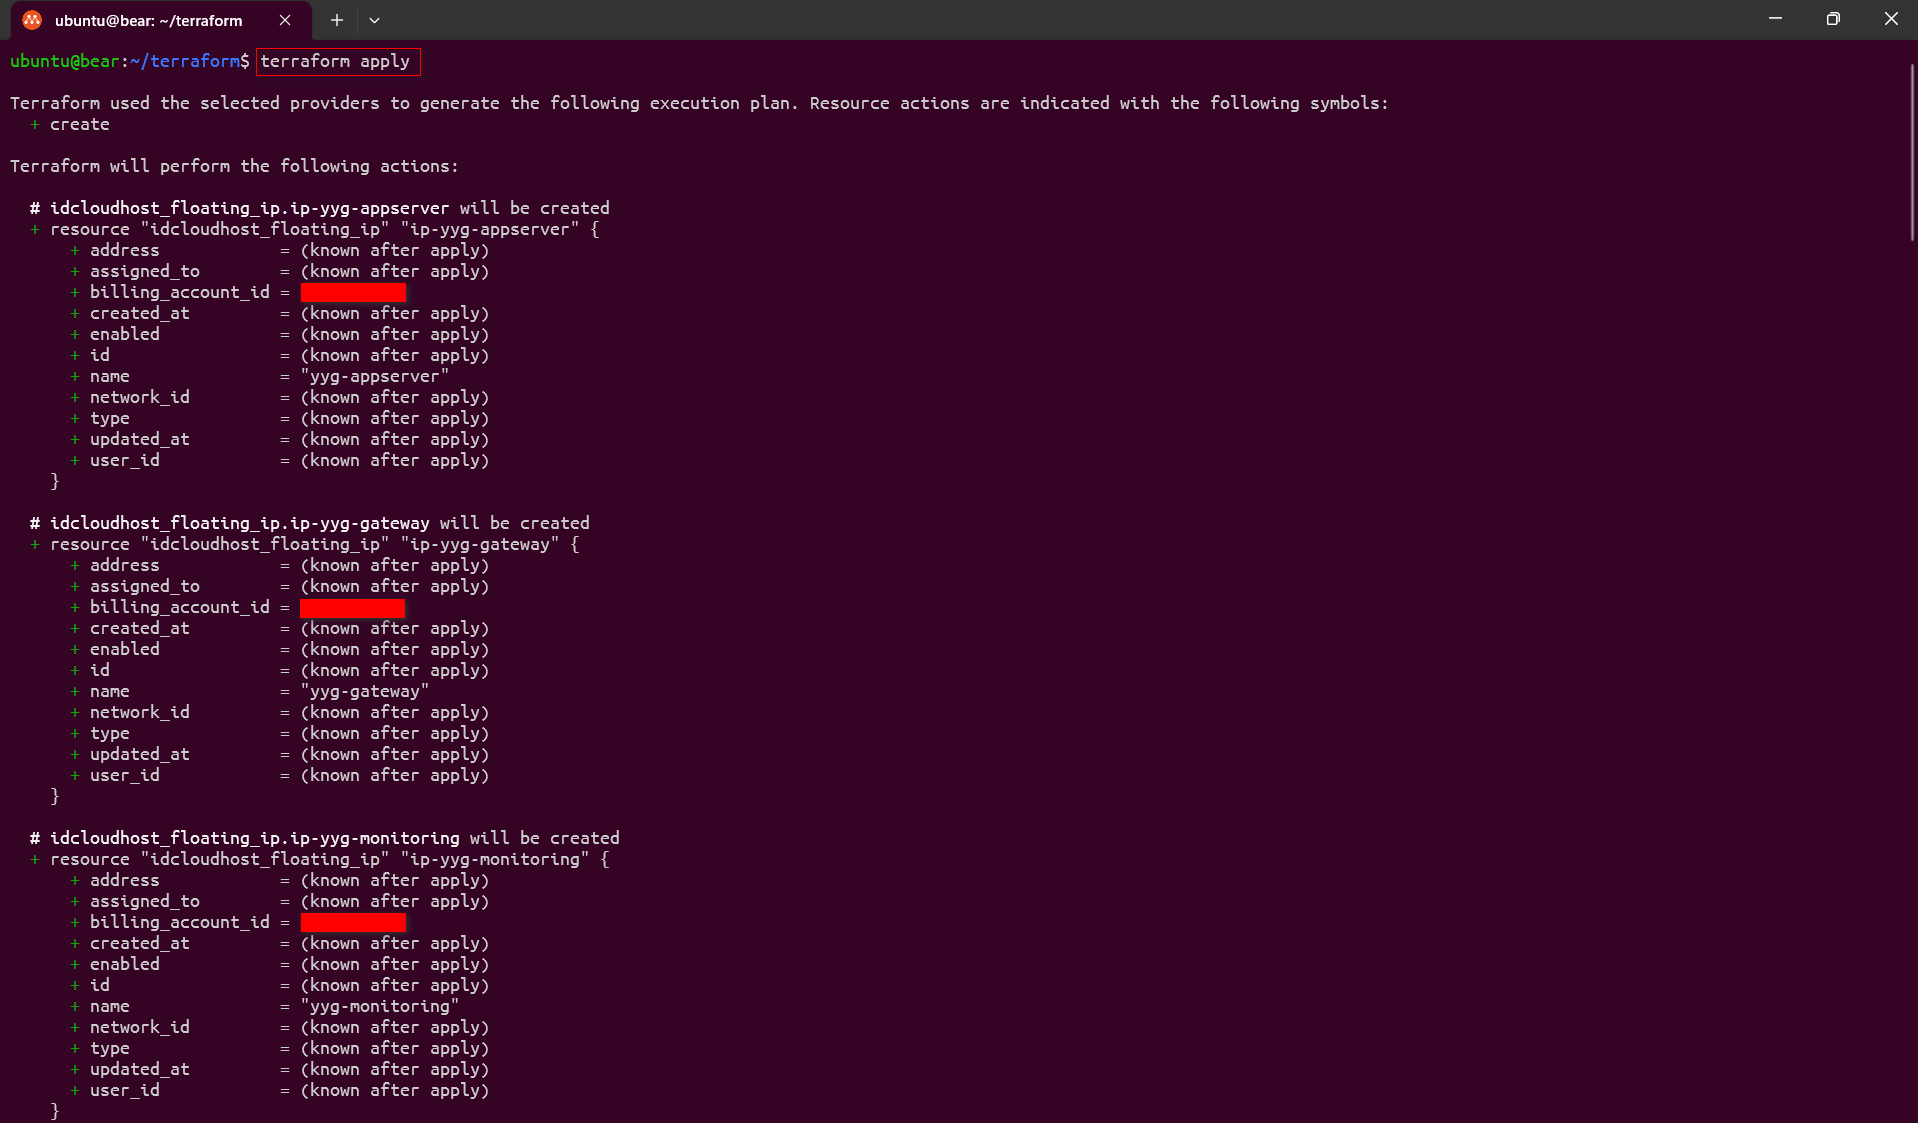 ubuntu@bear: ~/terraform
ubuntu@bear:~/terraform$ terraform apply
Terraform used the selected providers to generate the following execution plan. Resource actions are indicated with the following symbols:
  + create
Terraform will perform the following actions:
  # idcloudhost_floating_ip.ip-yyg-appserver will be created
  + resource "idcloudhost_floating_ip" "ip-yyg-appserver" {
      + address            = (known after apply)
      + assigned_to        = (known after apply)
      + billing_account_id =
      + created_at         = (known after apply)
      + enabled            = (known after apply)
      + id                 = (known after apply)
      + name               = "yyg-appserver"
      + network_id         = (known after apply)
      + type               = (known after apply)
      + updated_at         = (known after apply)
      + user_id            = (known after apply)
    }
  # idcloudhost_floating_ip.ip-yyg-gateway will be created
  + resource "idcloudhost_floating_ip" "ip-yyg-gateway" {
      + address            = (known after apply)
      + assigned_to        = (known after apply)
      + billing_account_id =
      + created_at         = (known after apply)
      + enabled            = (known after apply)
      + id                 = (known after apply)
      + name               = "yyg-gateway"
      + network_id         = (known after apply)
      + type               = (known after apply)
      + updated_at         = (known after apply)
      + user_id            = (known after apply)
    }
  # idcloudhost_floating_ip.ip-yyg-monitoring will be created
  + resource "idcloudhost_floating_ip" "ip-yyg-monitoring" {
      + address            = (known after apply)
      + assigned_to        = (known after apply)
      + billing_account_id =
      + created_at         = (known after apply)
      + enabled            = (known after apply)
      + id                 = (known after apply)
      + name               = "yyg-monitoring"
      + network_id         = (known after apply)
      + type               = (known after apply)
      + updated_at         = (known after apply)
      + user_id            = (known after apply)
    }